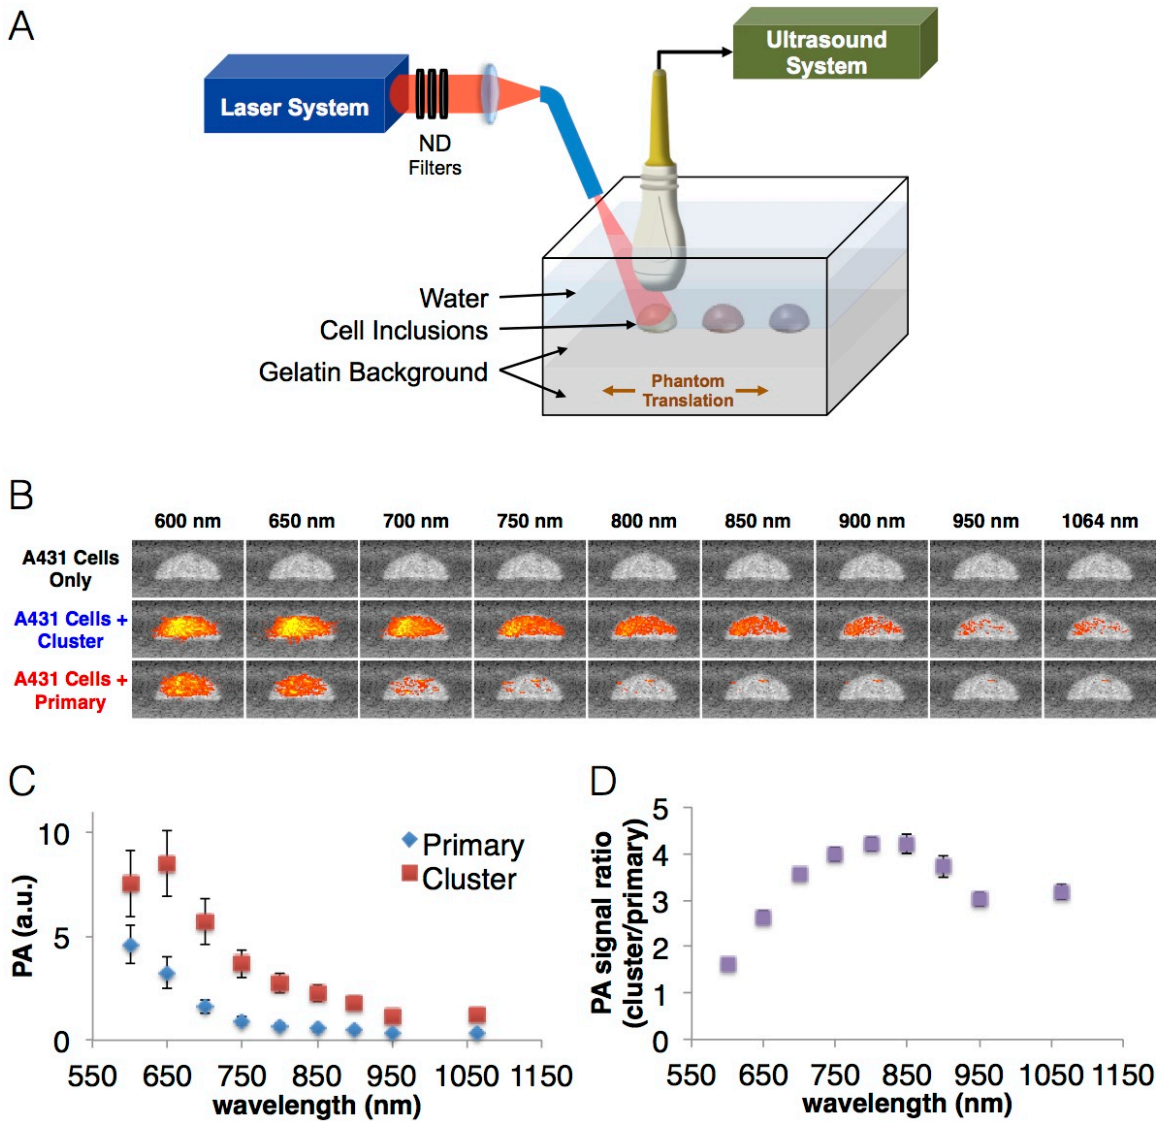 A
Laser System
ND
Filters
Ultrasound
System
Water
Cell Inclusions
Gelatin Background
Phantom
Translation
B
600 nm 650 nm 700 nm 750 nm 800 nm 850 nm 900 nm 950 nm 1064 nm
A431 Cells
Only
A431 Cells +
Cluster
A431 Cells +
Primary
C
PA (a.u.)
10
5
0
Primary
Cluster
550 650 750 850 950 1050 1150
wavelength (nm)
D
PA signal ratio
(cluster/primary)
5
4
3
2
1
0
550 650 750 850 950 1050 1150
wavelength (nm)